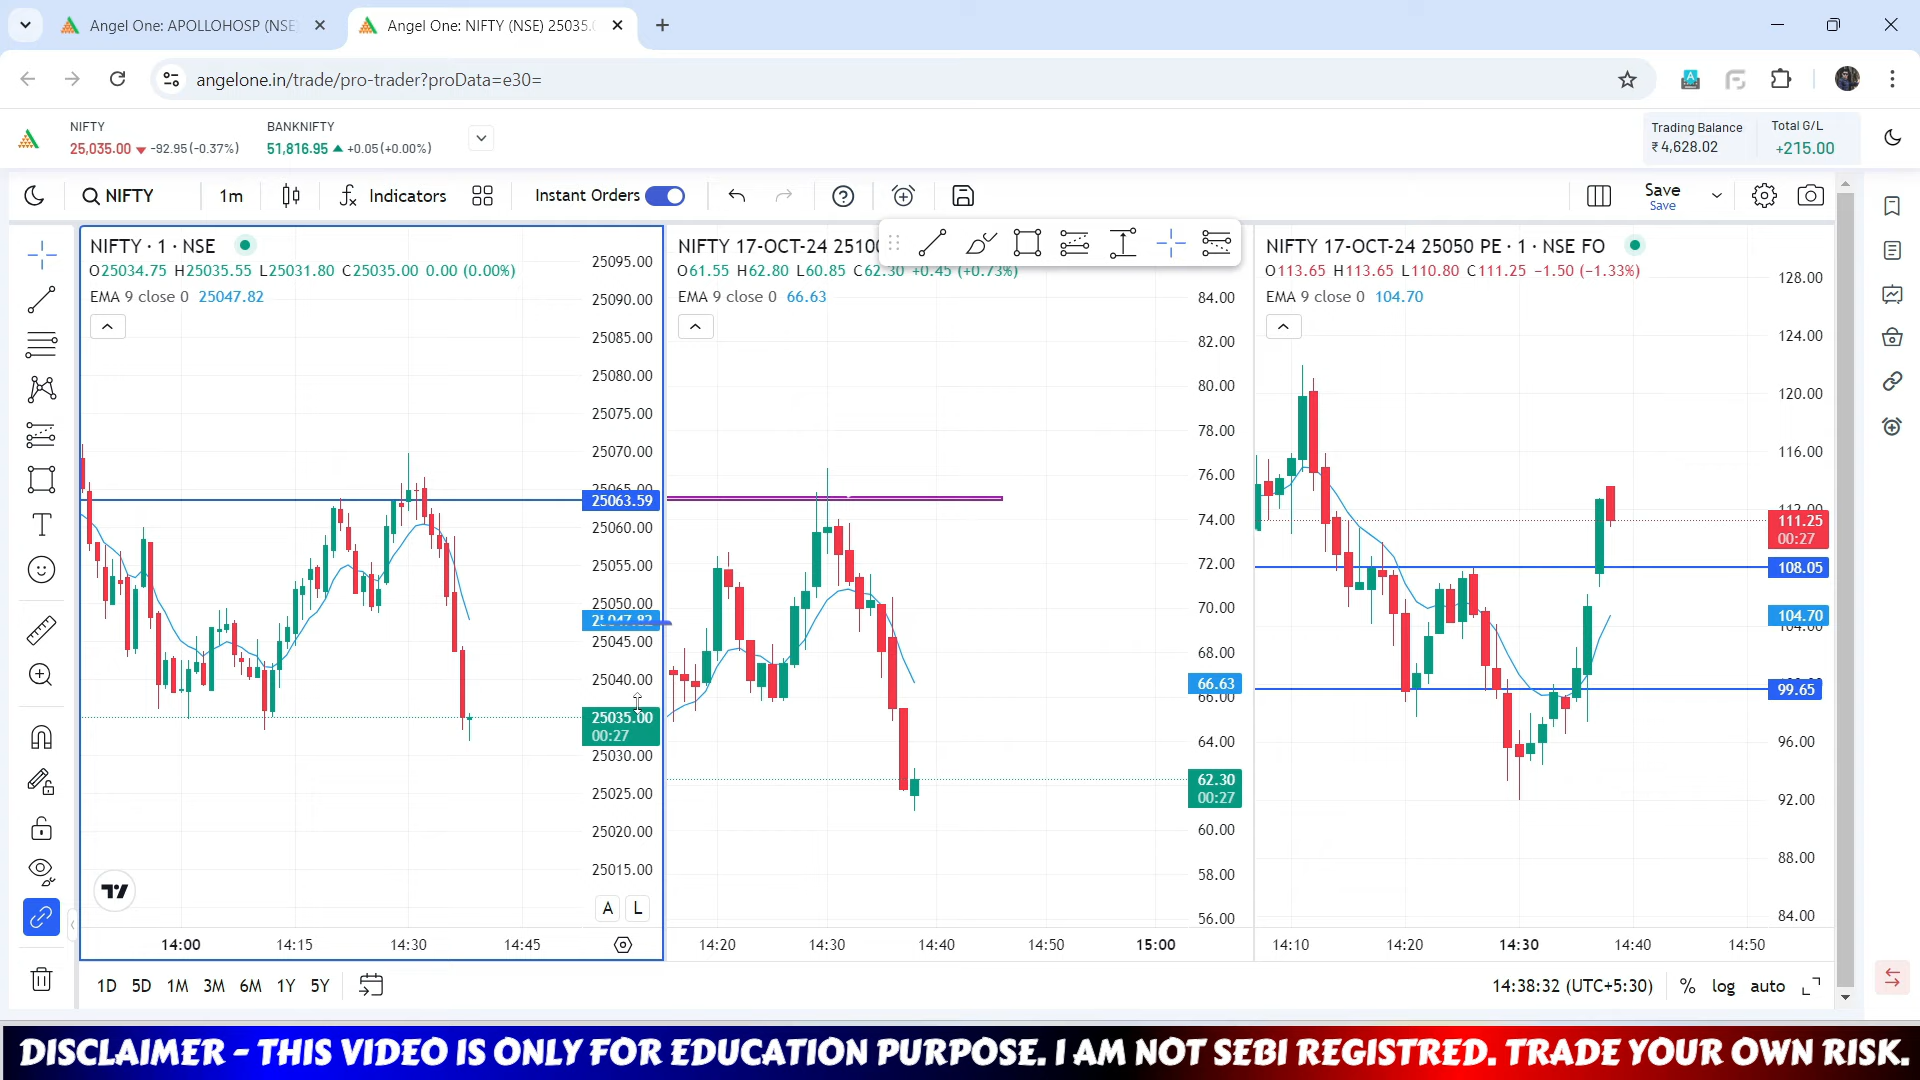 Angel One: APOLLOHOSP (NSE
Angel One: NIFTY (NSE) 25035.
angelone.in/trade/pro-trader?proData=e30=
NIFTY
25,035.00 -92.95(-0.37%)
BANKNIFTY
51,816.95 +0.05(+0.00%)
Trading Balance
₹ 4,628.02
Total G/L
+215.00
NIFTY
1m
Indicators
Instant Orders
Save
Save
NIFTY · 1 · NSE
O25034.75 H25035.55 L25031.80 C25035.00 0.00 (0.00%)
EMA 9 close 0 25047.82
25095.00
25090.00
25085.00
25080.00
25075.00
25070.00
25063.59
25060.00
25055.00
25050.00
25045.00
25040.00
25035.00
00:27
25030.00
25025.00
25020.00
25015.00
A L
14:00 14:15 14:30 14:45
NIFTY 17-OCT-24 2510
O61.55 H62.80 L60.85 C62.30 +0.45 (+0.73%)
EMA 9 close 0 66.63
84.00
82.00
80.00
78.00
76.00
74.00
72.00
70.00
68.00
66.63
66.00
64.00
62.30
00:27
60.00
58.00
56.00
14:20 14:30 14:40 14:50 15:00
NIFTY 17-OCT-24 25050 PE · 1 · NSE FO
O113.65 H113.65 L110.80 C111.25 −1.50 (−1.33%)
EMA 9 close 0 104.70
128.00
124.00
120.00
116.00
111.25
00:27
108.05
104.70
99.65
96.00
92.00
88.00
84.00
14:10 14:20 14:30 14:40 14:50
1D 5D 1M 3M 6M 1Y 5Y
14:38:32 (UTC+5:30) % log auto
DISCLAIMER - THIS VIDEO IS ONLY FOR EDUCATION PURPOSE. I AM NOT SEBI REGISTRED. TRADE YOUR OWN RISK.